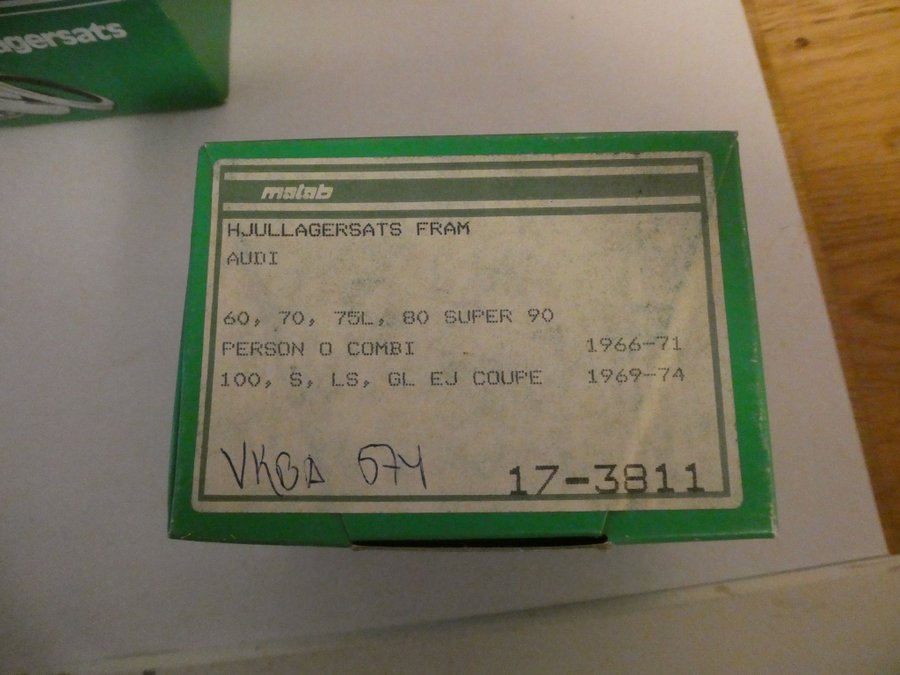 agersats
malab
HJULLAGERSATS FRAM
AUDI
60, 70, 75L, 80 SUPER 90
PERSON O COMBI 1966-71
100, S, LS, GL EJ COUPE 1969-74
VKBA 574
17-3811